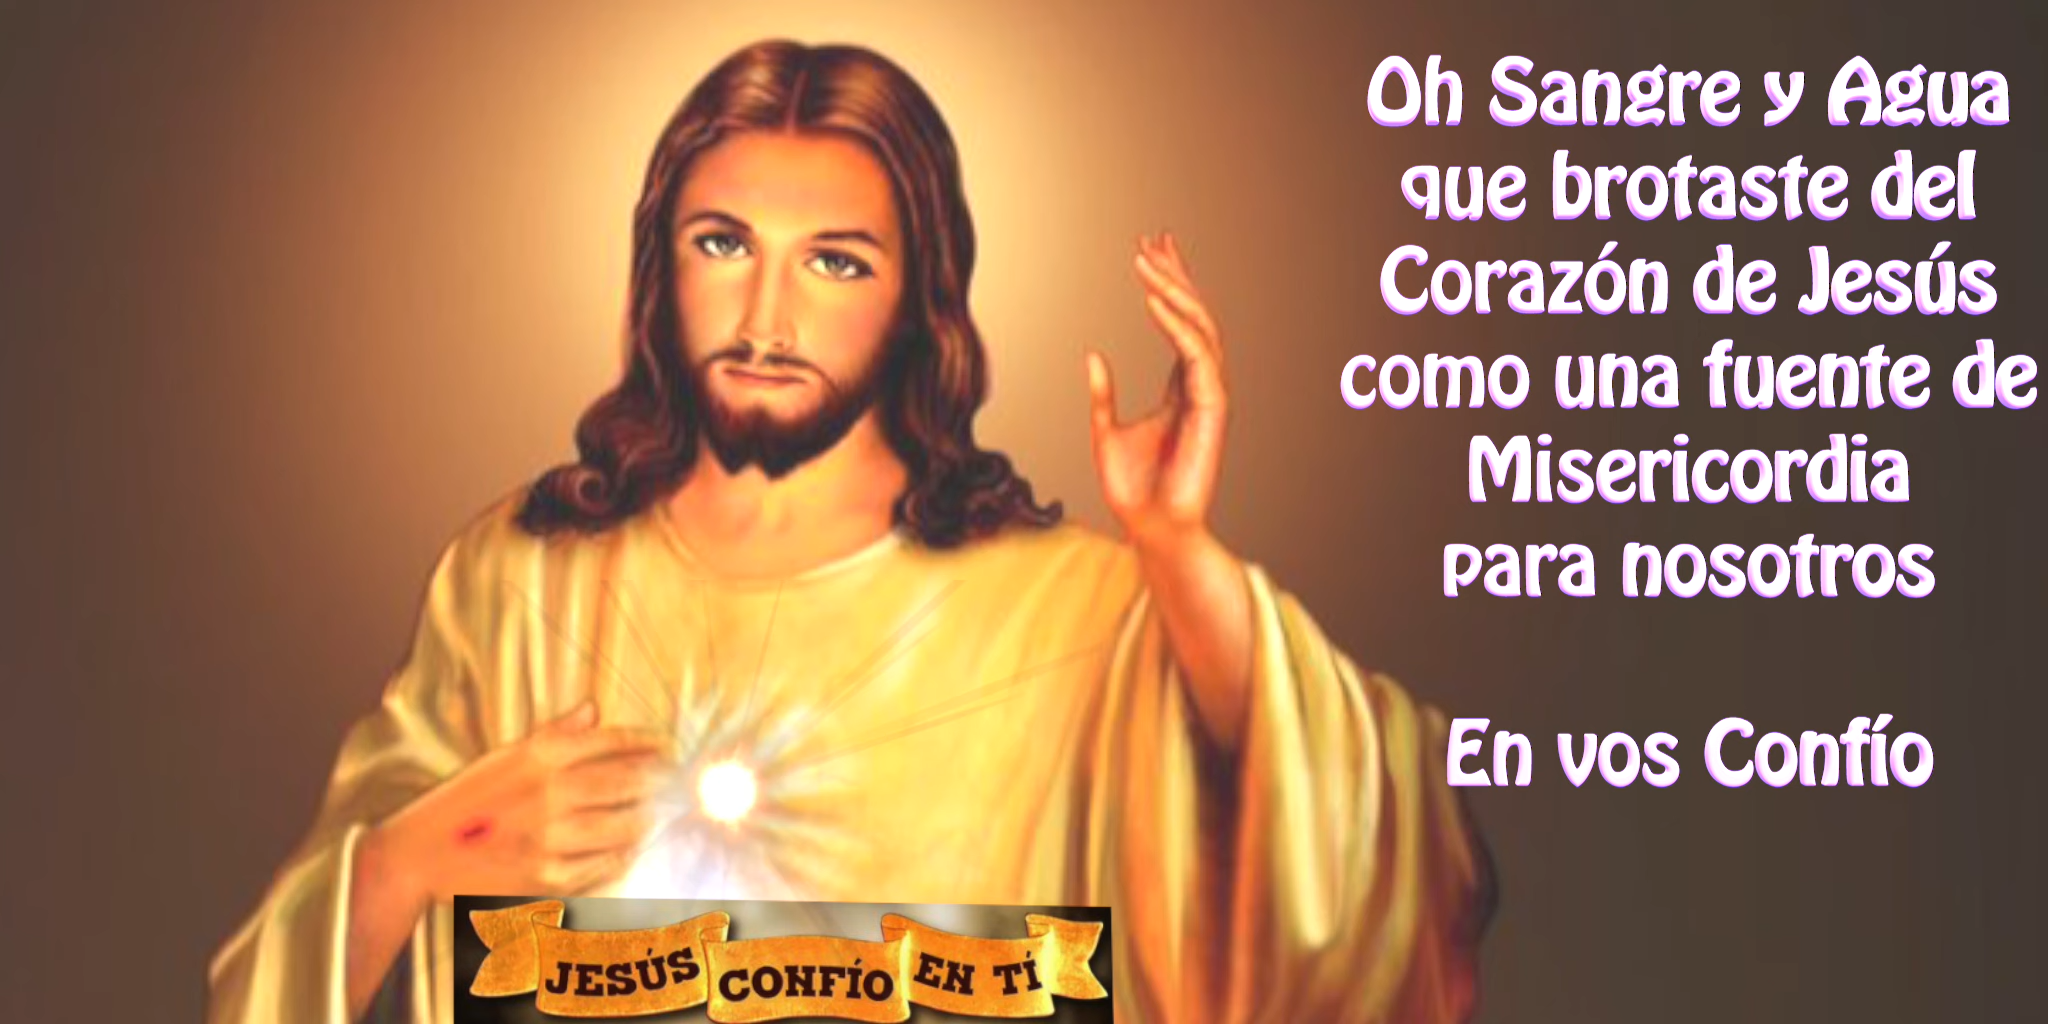 Oh Sangre y Agua
que brotaste del
Corazón de Jesús
como una fuente de
Misericordia
para nosotros
En vos Confío
JESÚS CONFÍO EN TÍ